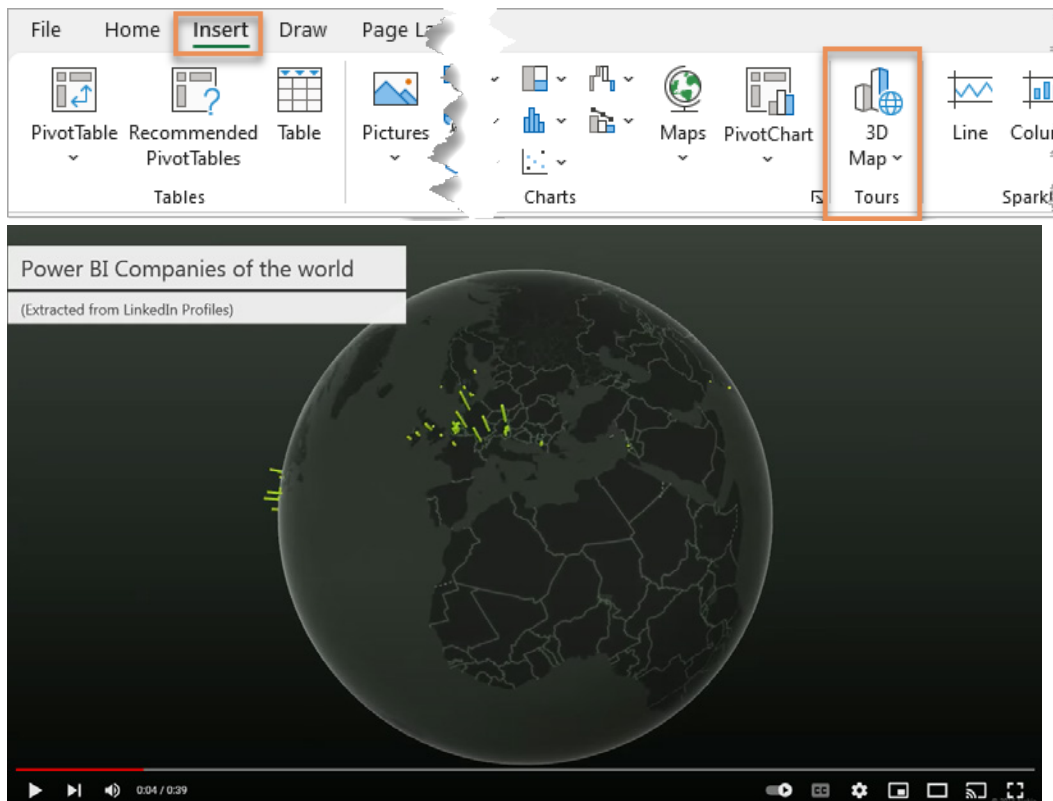 File Home Insert Draw Page La
PivotTable Recommended PivotTables Table Pictures Maps PivotChart 3D Map Line Colu
Tables Charts Tours Spark
Power BI Companies of the world
(Extracted from LinkedIn Profiles)
0:04 / 0:39
CC